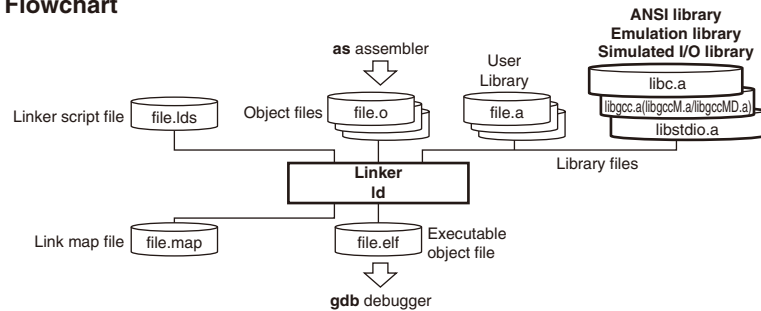 Flowchart
ANSI library
Emulation library
Simulated I/O library
as assembler
User
Library
libc.a
libgcc.a(libgccM.a/libgccMD.a)
libstdio.a
Linker script file
file.lds
Object files
file.o
file.a
Library files
Linker
ld
Link map file
file.map
file.elf
Executable
object file
gdb debugger